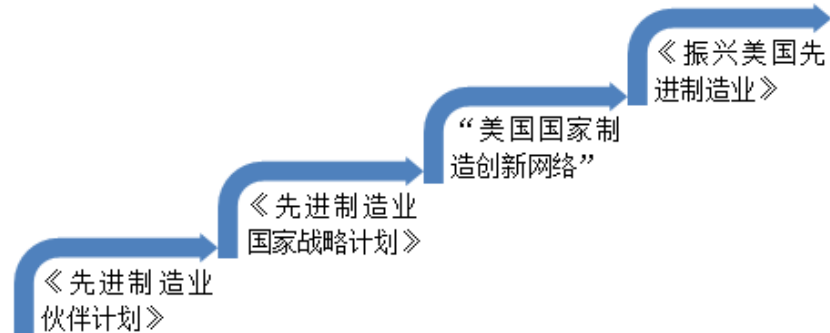 《振兴美国先
进制造业》
“美国国家制
造创新网络”
《先进制造业
国家战略计划》
《先进制造业
伙伴计划》